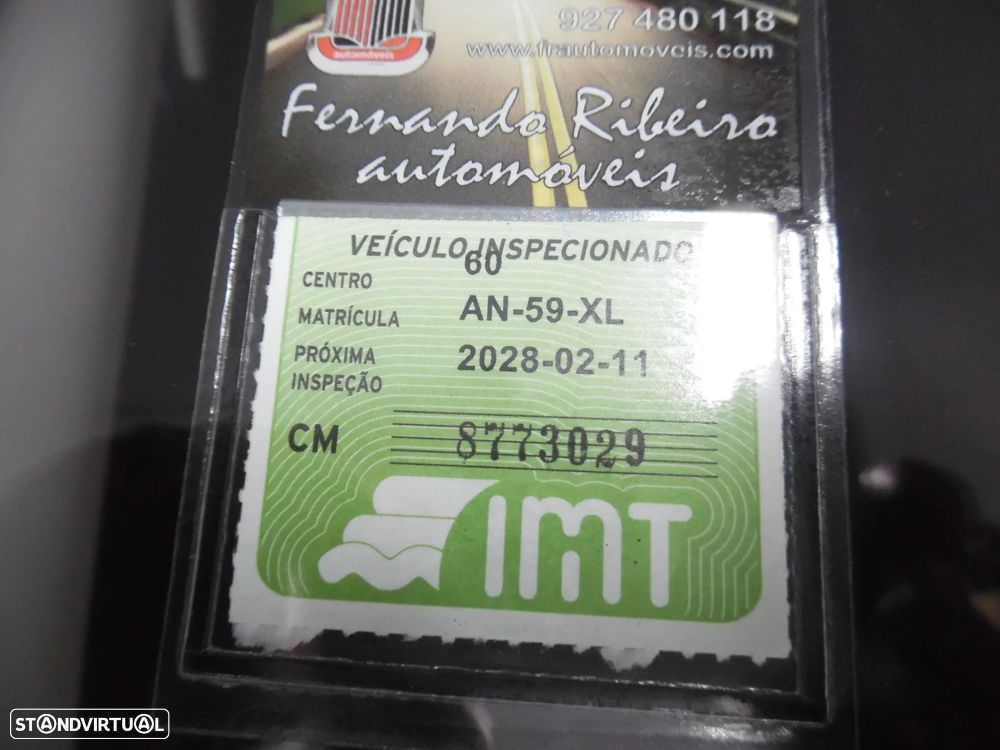 927 480 118
www.frautomoveis.com
automóveis
Fernando Ribeiro
automóveis
VEÍCULO INSPECIONADO
CENTRO 60
MATRÍCULA AN-59-XL
PRÓXIMA INSPEÇÃO 2028-02-11
CM 8773029
IMT
STANDVIRTUAL